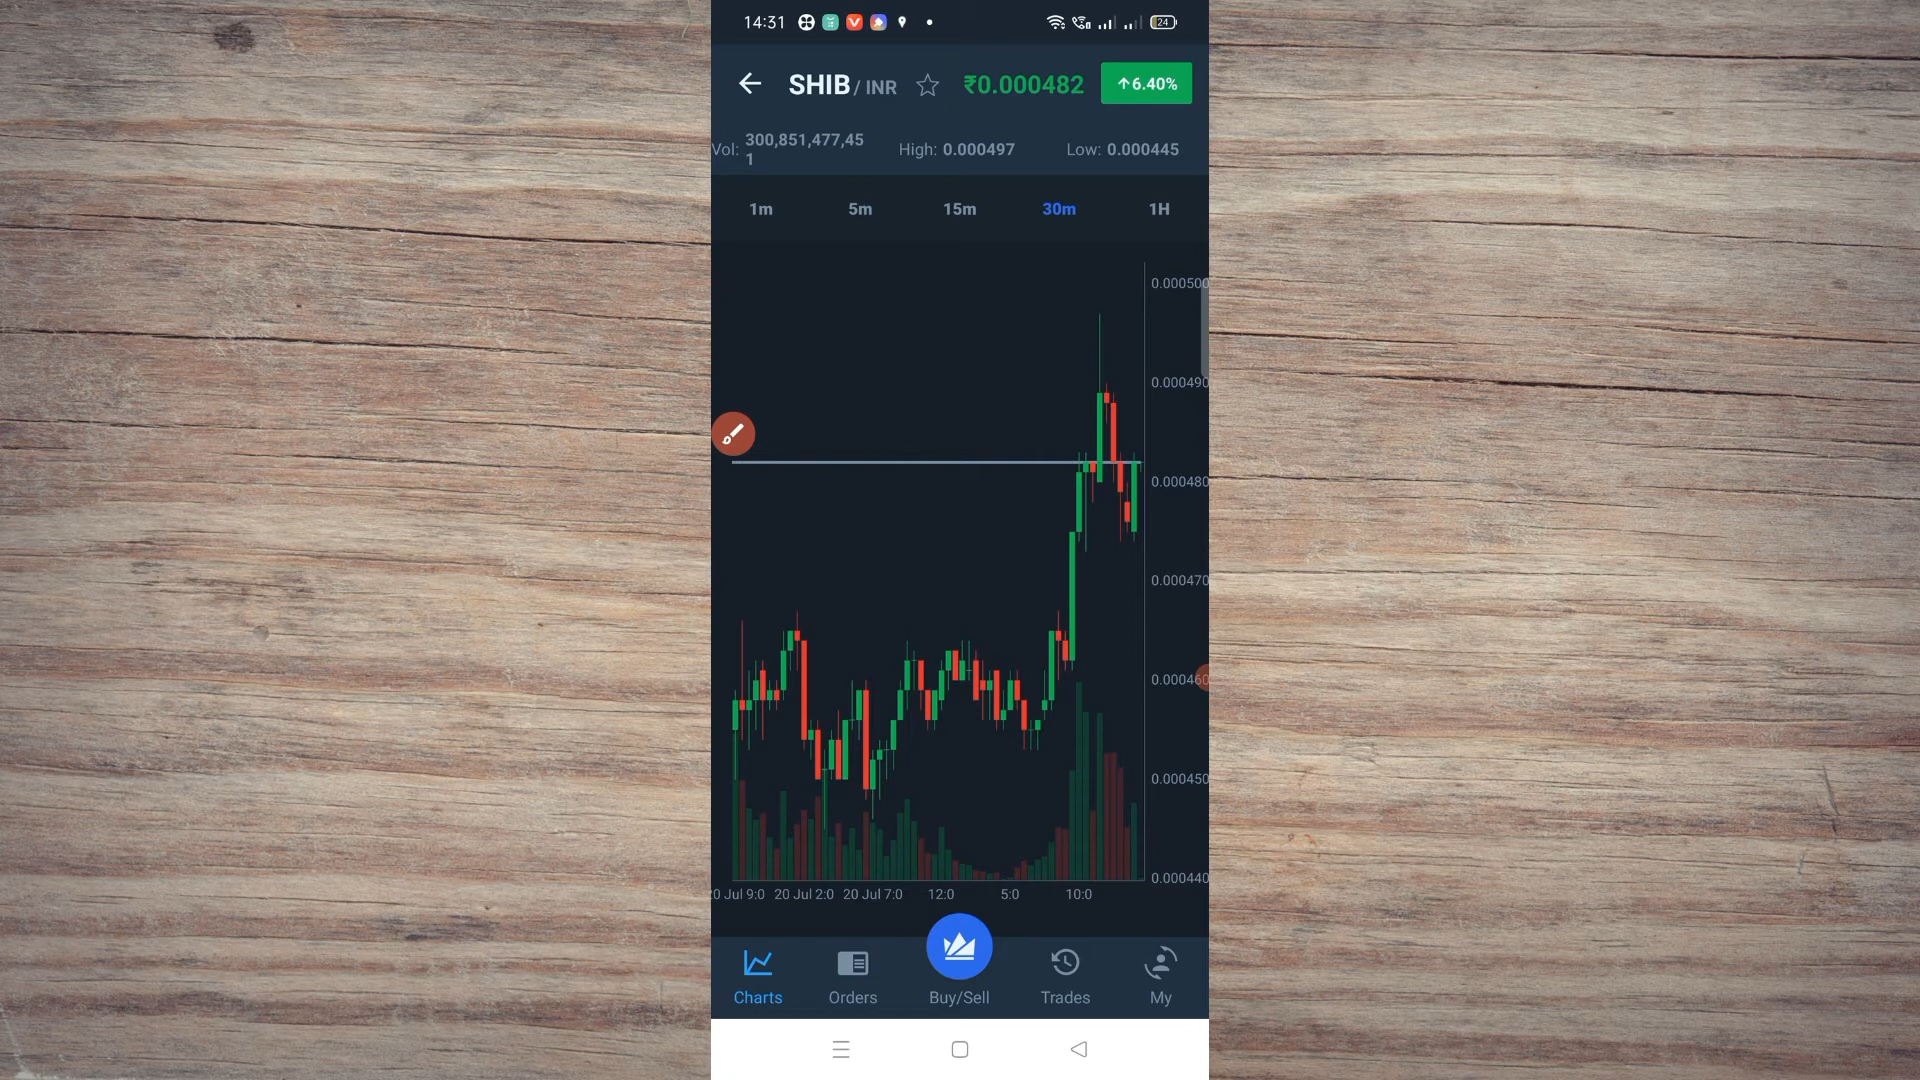 14:31 24
SHIB / INR ₹0.000482 ↑6.40%
Vol: 300,851,477,45
1
High: 0.000497 Low: 0.000445
1m 5m 15m 30m 1H
0.000500
0.000490
0.000480
0.000470
0.000460
0.000450
0.000440
0 Jul 9:0 20 Jul 2:0 20 Jul 7:0 12:0 5:0 10:0
Charts Orders Buy/Sell Trades My